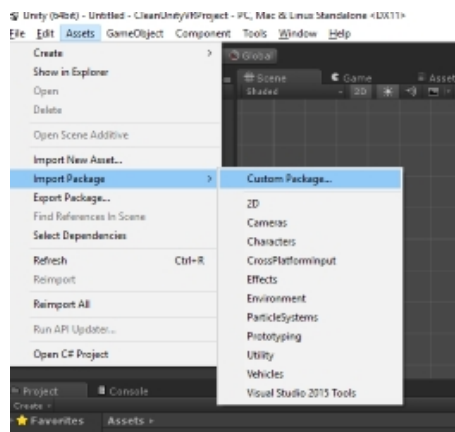 Unity (64bit) - Untitled - CleanUnityVRProject - PC, Mac & Linux Standalone <DX11>
File Edit Assets GameObject Component Tools Window Help
Create >
Global
Show in Explorer
Scene Game Asset
Open
Shaded 2D
Delete
Open Scene Additive
Import New Asset...
Import Package > Custom Package...
Export Package... 2D
Find References In Scene Cameras
Select Dependencies Characters
Refresh Ctrl+R CrossPlatformInput
Reimport Effects
Reimport All Environment
ParticleSystems
Run API Updater... Prototyping
Open C# Project Utility
Vehicles
Project Console Visual Studio 2015 Tools
Create
Favorites Assets